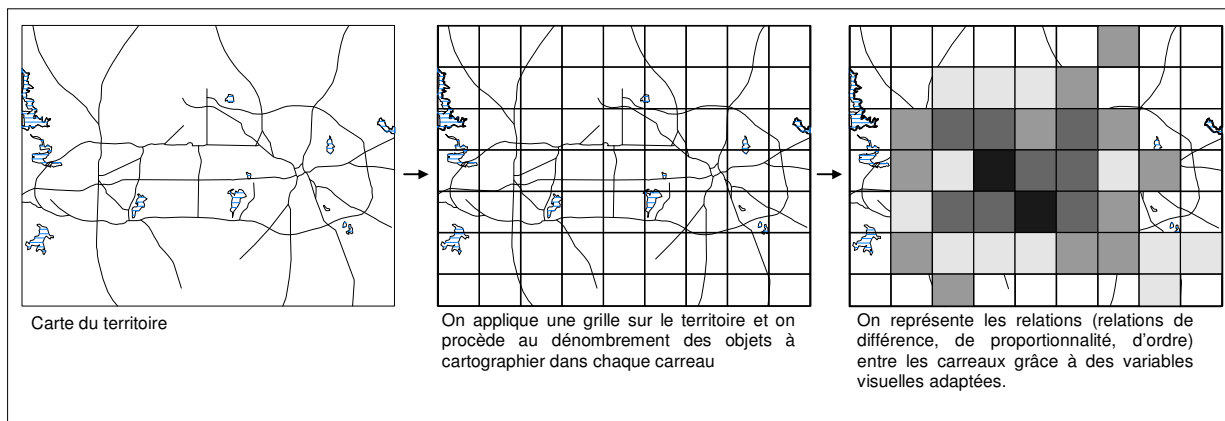 Carte du territoire
On applique une grille sur le territoire et on
procède au dénombrement des objets à
cartographier dans chaque carreau
On représente les relations (relations de
différence, de proportionnalité, d'ordre)
entre les carreaux grâce à des variables
visuelles adaptées.